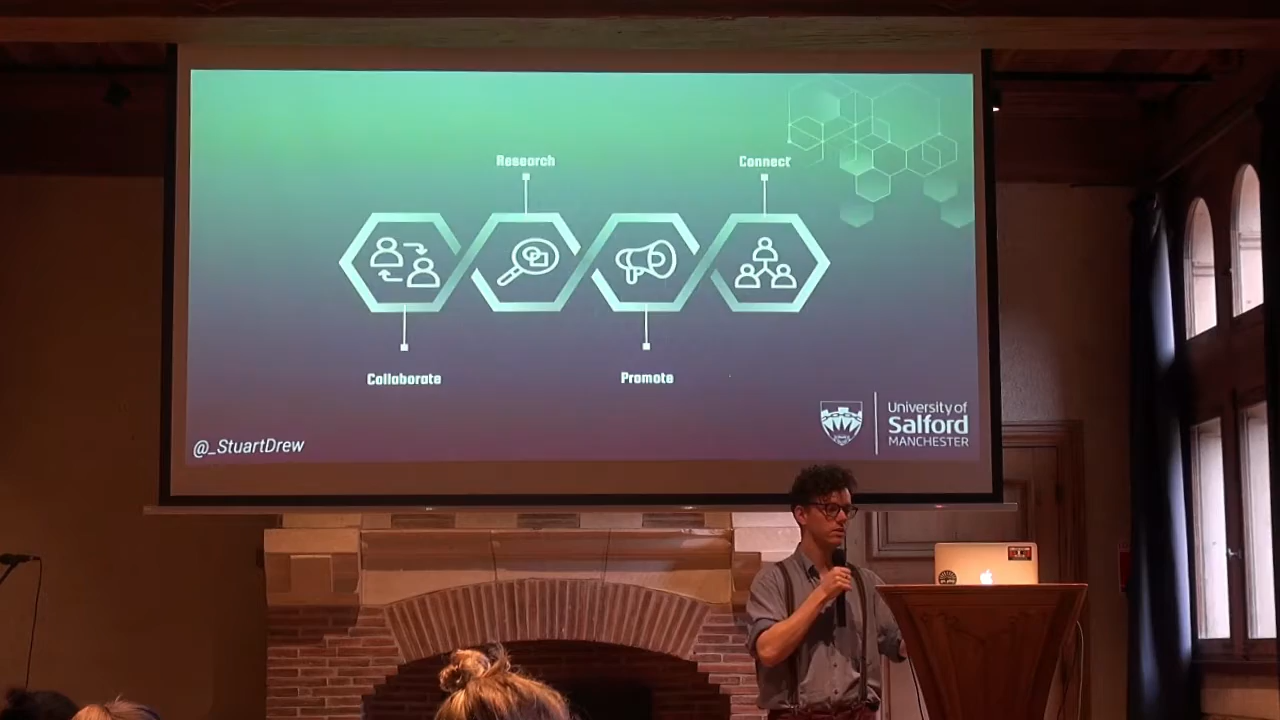 Research
Connect
Collaborate
Promote
@_StuartDrew
University of
Salford
MANCHESTER